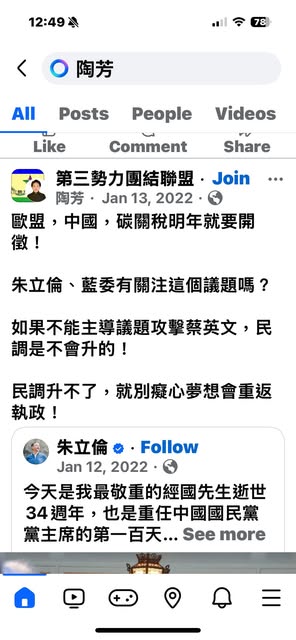 12:49
78
陶芳
All Posts People Videos
Like Comment Share
第三勢力團結聯盟 · Join
陶芳 · Jan 13, 2022 ·
歐盟，中國，碳關稅明年就要開
徵！
朱立倫、藍委有關注這個議題嗎？
如果不能主導議題攻擊蔡英文，民
調是不會升的！
民調升不了，就別癡心夢想會重返
執政！
朱立倫 · Follow
Jan 12, 2022 ·
今天是我最敬重的經國先生逝世
34週年，也是重任中國國民黨
黨主席的第一百天... See more